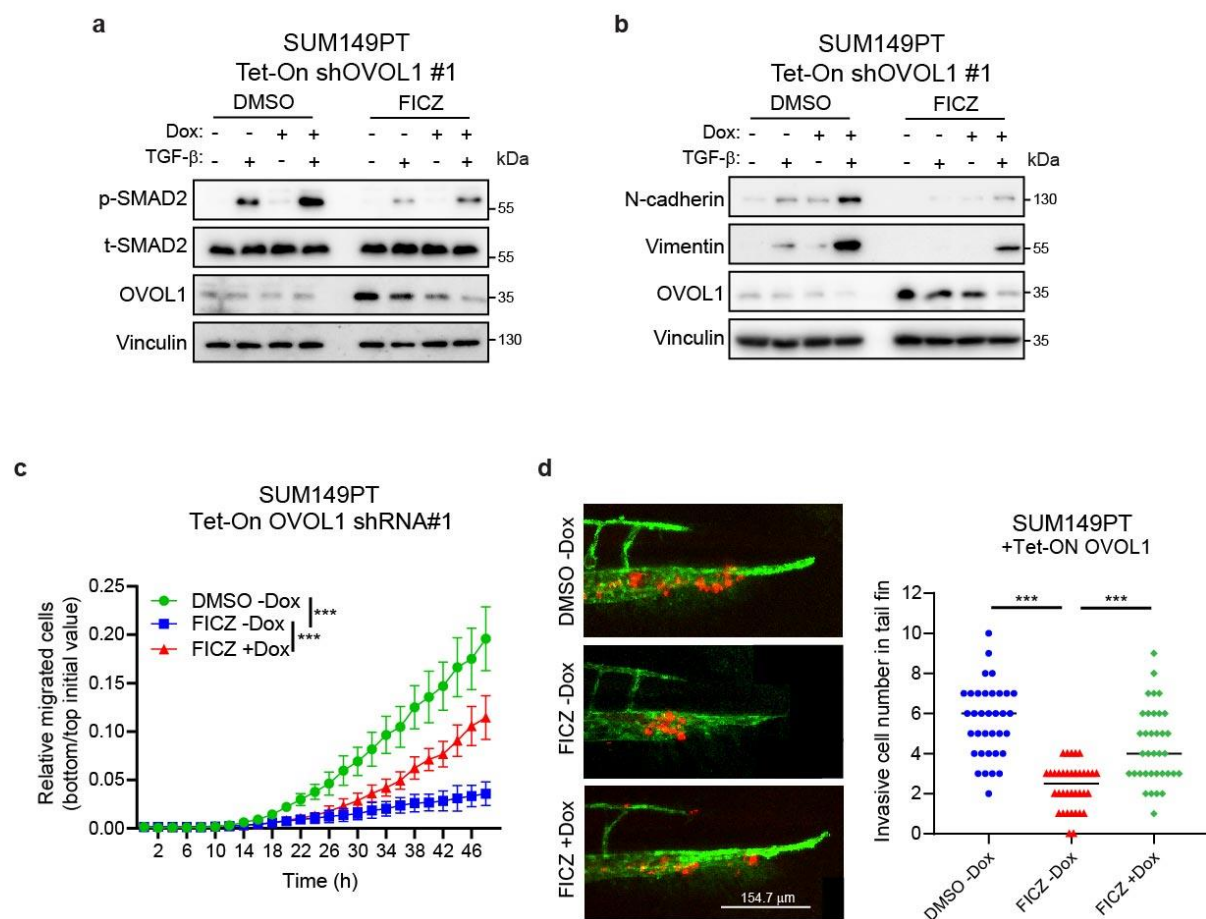 a
SUM149PT
Tet-On shOVOL1 #1
DMSO FICZ
Dox: - - + + - - + +
TGF-β: - + - + - + - + kDa
p-SMAD2 55
t-SMAD2 55
OVOL1 35
Vinculin 130
b
SUM149PT
Tet-On shOVOL1 #1
DMSO FICZ
Dox: - - + + - - + +
TGF-β: - + - + - + - + kDa
N-cadherin 130
Vimentin 55
OVOL1 35
Vinculin 35
c
SUM149PT
Tet-On OVOL1 shRNA#1
Relative migrated cells
(bottom/top initial value)
0.25
0.20
0.15
0.10
0.05
0.00
DMSO -Dox
FICZ -Dox
FICZ +Dox
***
***
2 6 10 14 18 22 26 30 34 38 42 46
Time (h)
d
DMSO -Dox
FICZ -Dox
FICZ +Dox
154.7 µm
SUM149PT
+Tet-ON OVOL1
Invasive cell number in tail fin
12
10
8
6
4
2
0
*** ***
DMSO -Dox
FICZ -Dox
FICZ +Dox